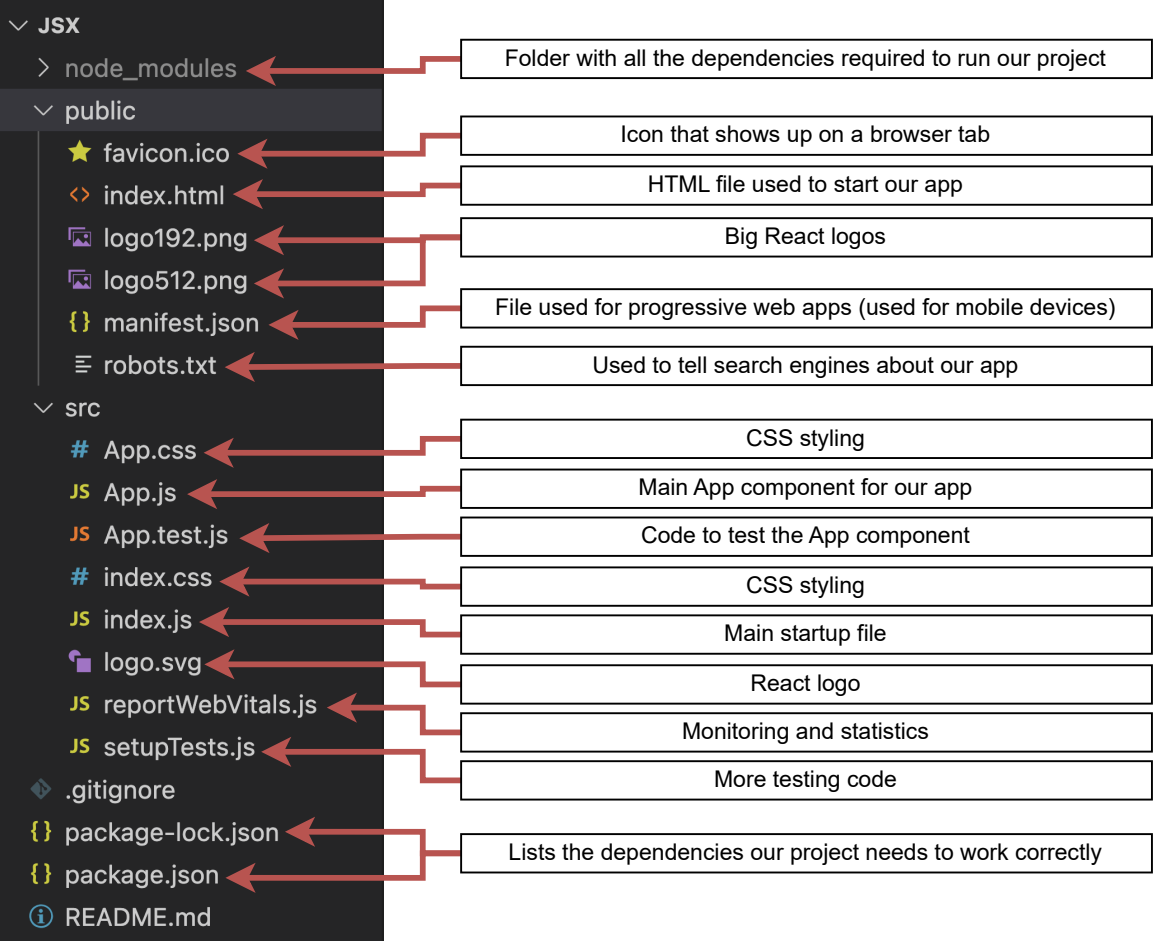 JSX
node_modules
Folder with all the dependencies required to run our project
public
favicon.ico
Icon that shows up on a browser tab
index.html
HTML file used to start our app
logo192.png
Big React logos
logo512.png
manifest.json
File used for progressive web apps (used for mobile devices)
robots.txt
Used to tell search engines about our app
src
App.css
CSS styling
JS App.js
Main App component for our app
JS App.test.js
Code to test the App component
index.css
CSS styling
JS index.js
Main startup file
logo.svg
React logo
JS reportWebVitals.js
Monitoring and statistics
JS setupTests.js
More testing code
.gitignore
package-lock.json
Lists the dependencies our project needs to work correctly
package.json
README.md